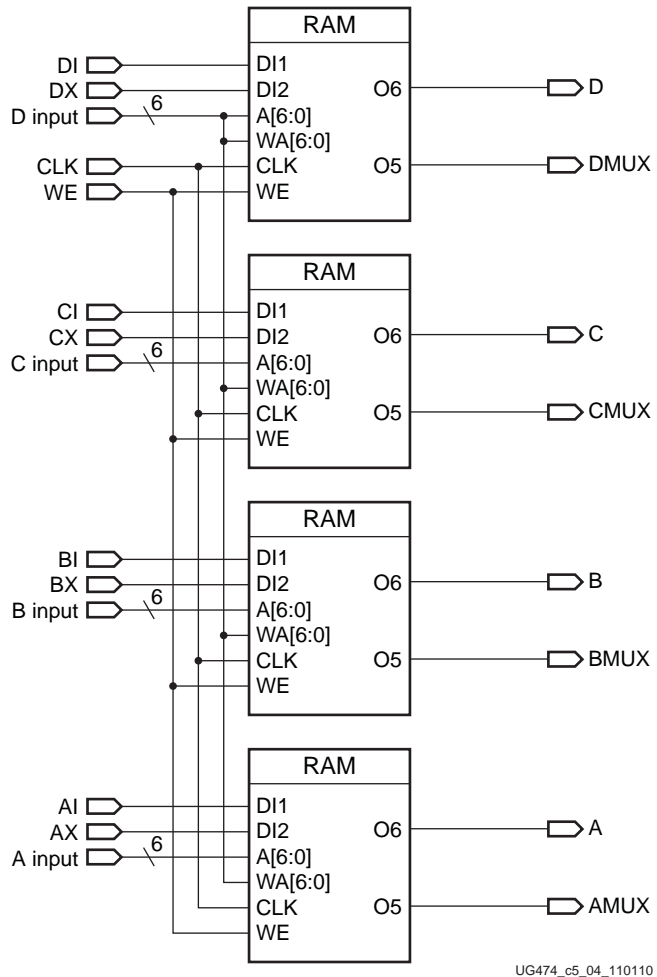 RAM
DI
DI1
DX
DI2
O6
D
D input
6
A[6:0]
WA[6:0]
CLK
CLK
O5
DMUX
WE
WE
RAM
CI
DI1
CX
DI2
O6
C
C input
6
A[6:0]
WA[6:0]
CLK
O5
CMUX
WE
RAM
BI
DI1
BX
DI2
O6
B
B input
6
A[6:0]
WA[6:0]
CLK
O5
BMUX
WE
RAM
AI
DI1
AX
DI2
O6
A
A input
6
A[6:0]
WA[6:0]
CLK
O5
AMUX
WE
UG474_c5_04_110110